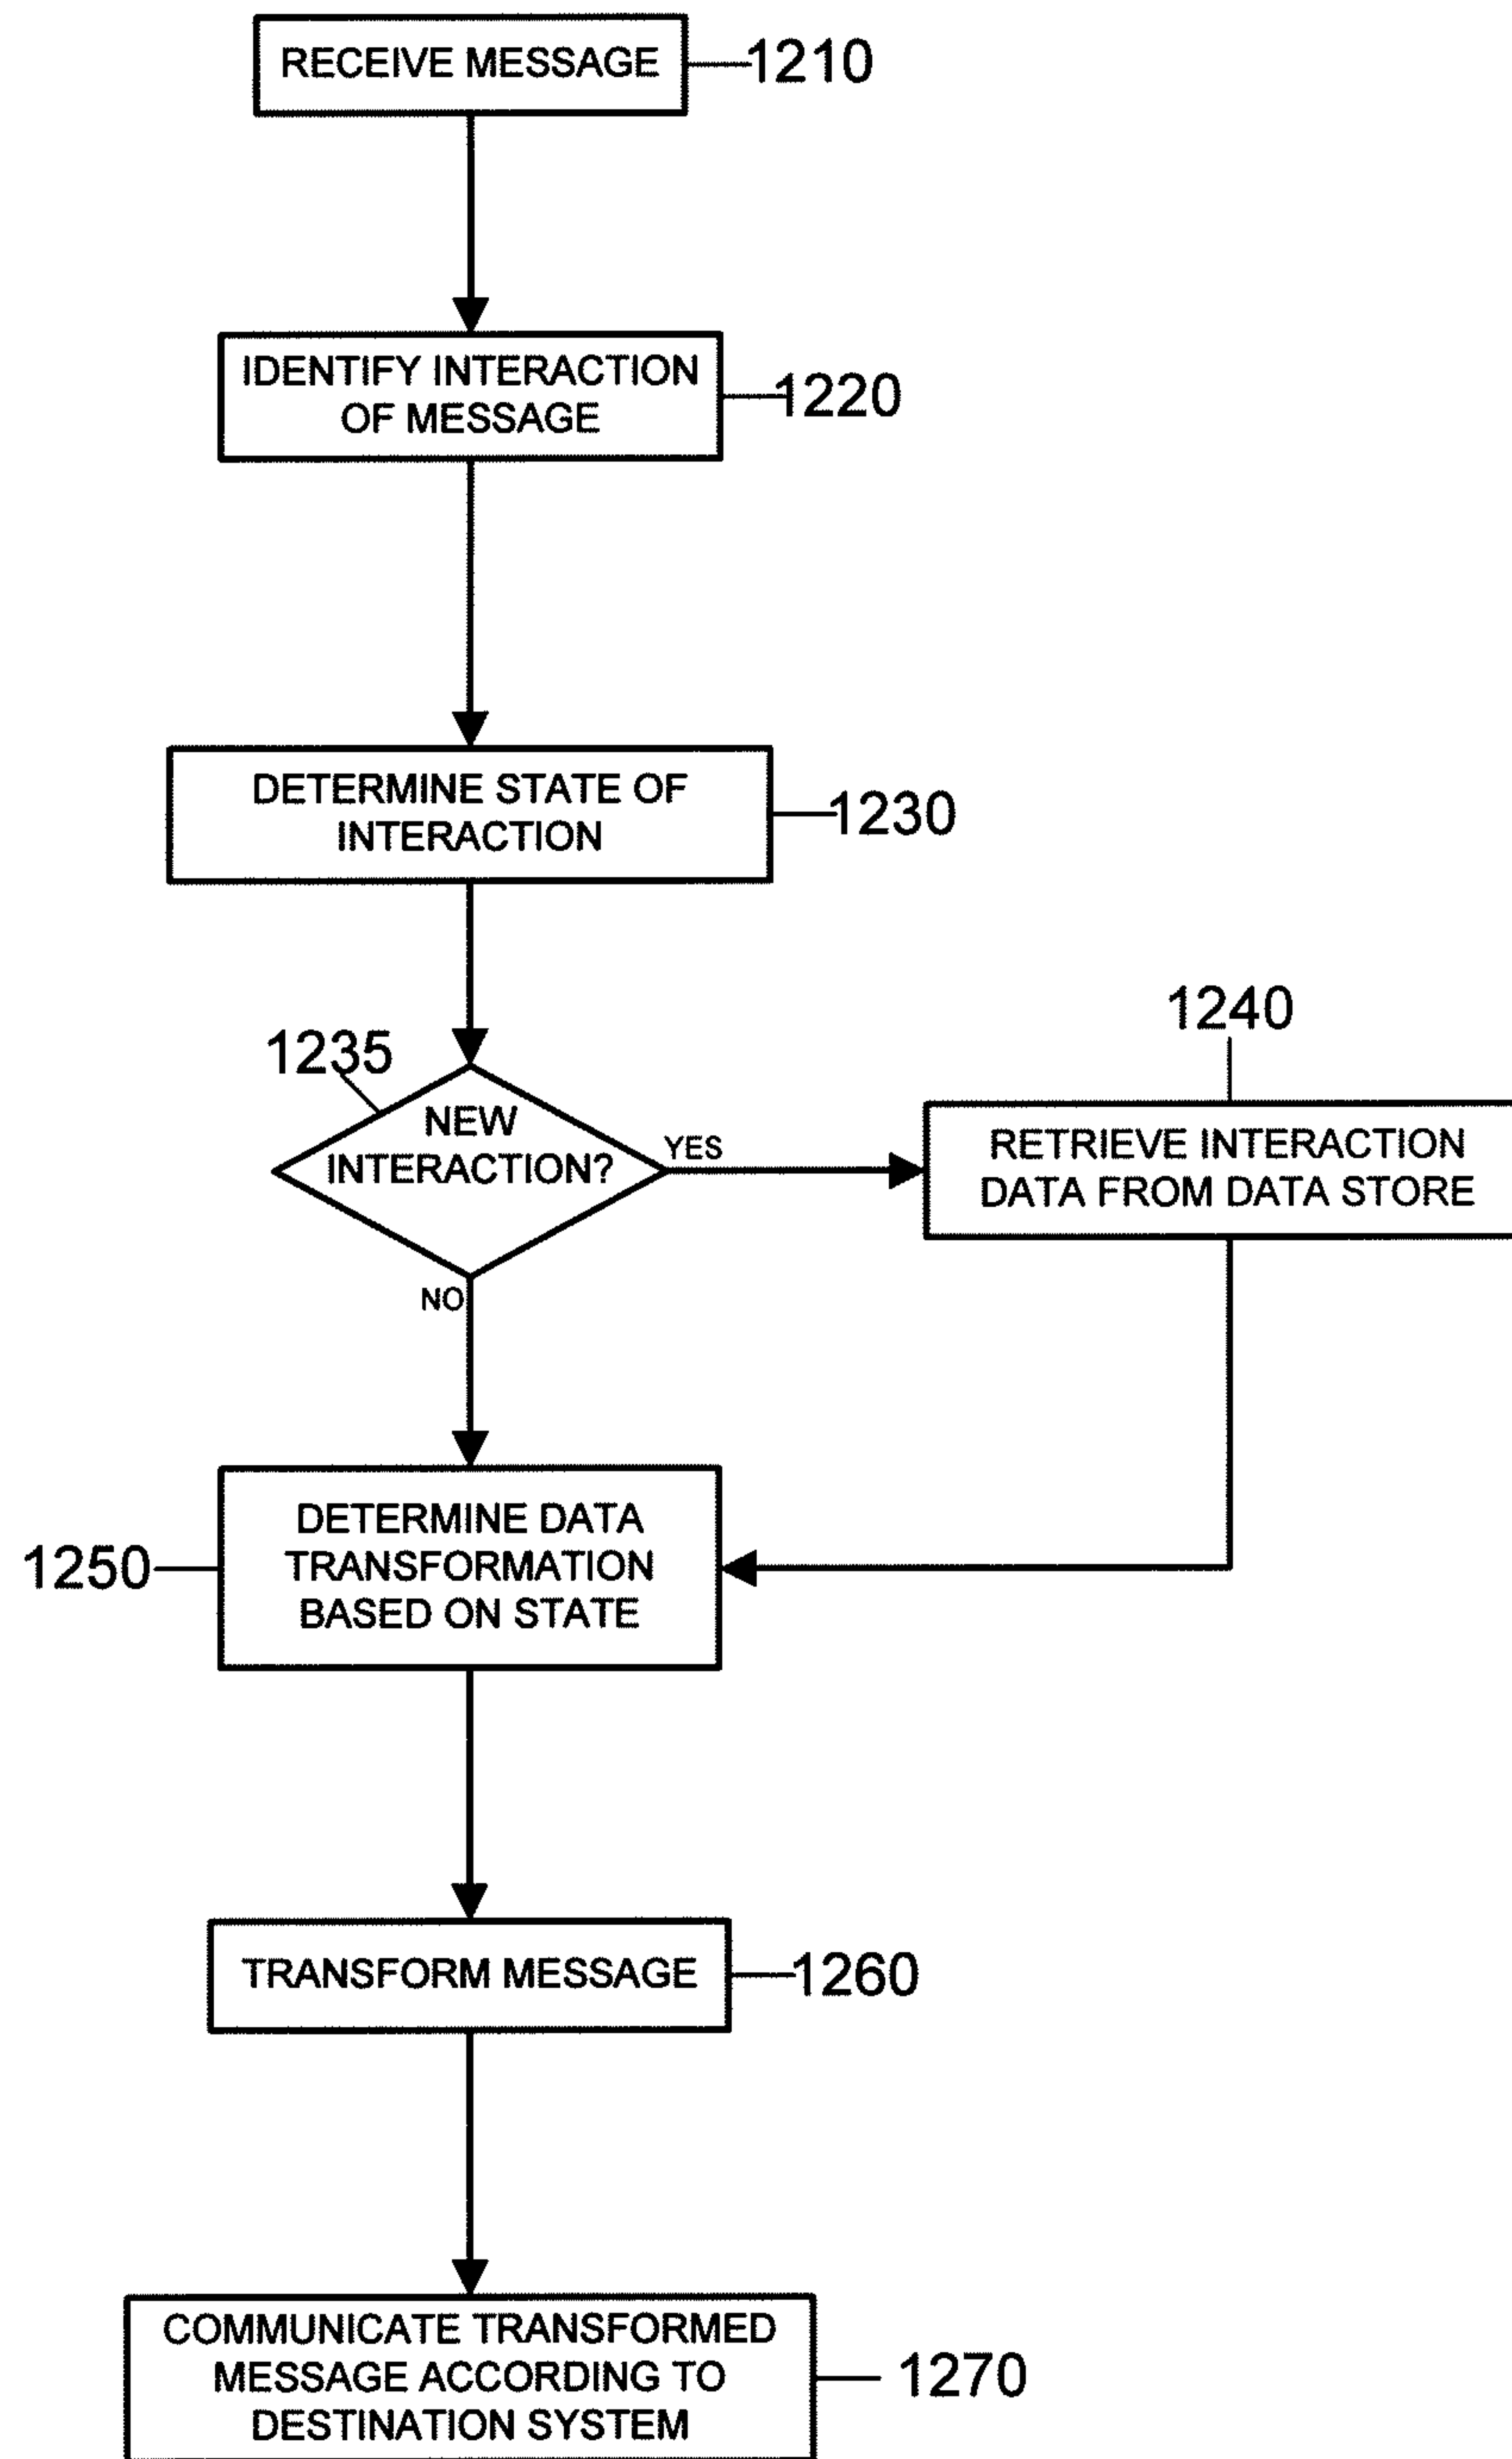 RECEIVE MESSAGE
1210
IDENTIFY INTERACTION
OF MESSAGE
1220
DETERMINE STATE OF
INTERACTION
1230
1235
NEW
INTERACTION?
YES
NO
1240
RETRIEVE INTERACTION
DATA FROM DATA STORE
1250
DETERMINE DATA
TRANSFORMATION
BASED ON STATE
TRANSFORM MESSAGE
1260
COMMUNICATE TRANSFORMED
MESSAGE ACCORDING TO
DESTINATION SYSTEM
1270